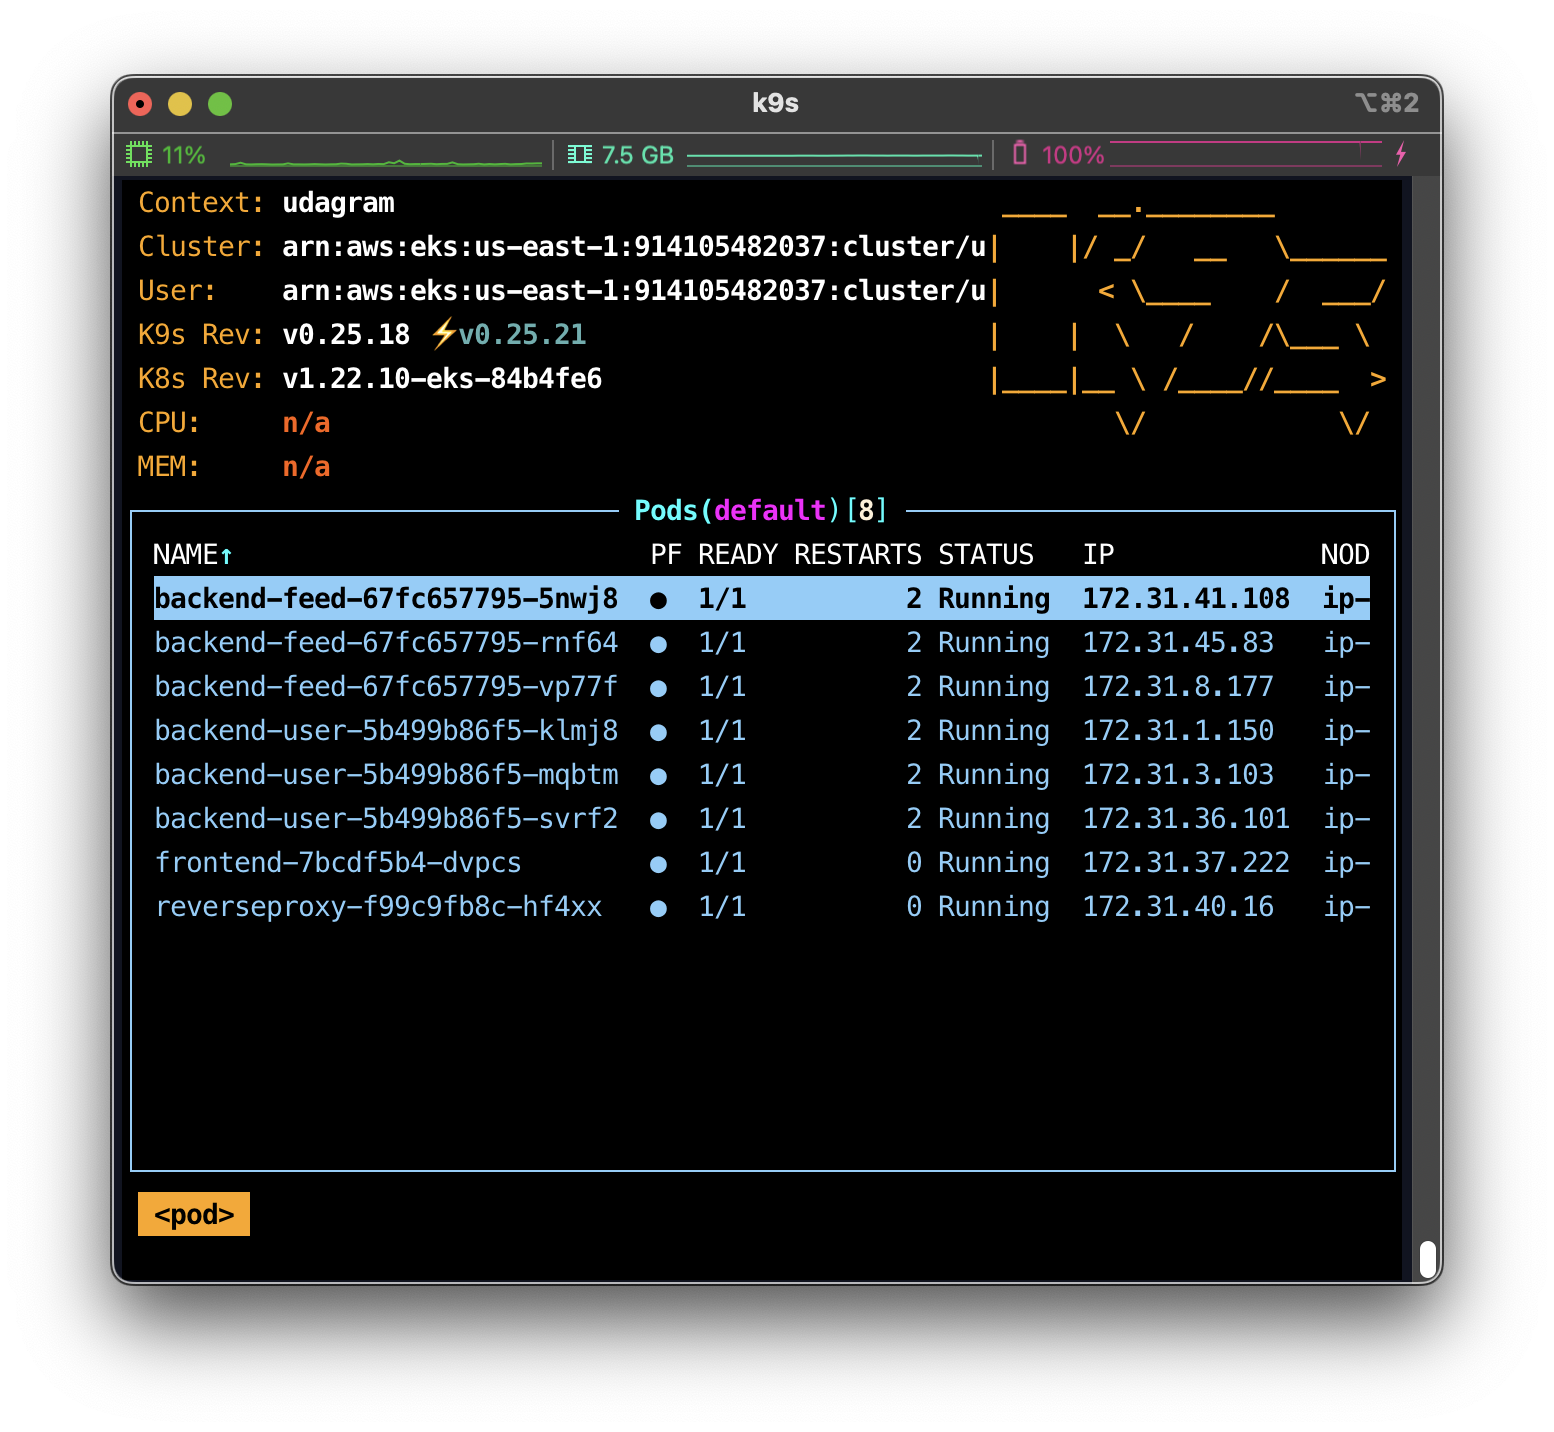 k9s
⌥⌘2
11% 7.5 GB 100%
Context: udagram
Cluster: arn:aws:eks:us-east-1:914105482037:cluster/u
User: arn:aws:eks:us-east-1:914105482037:cluster/u
K9s Rev: v0.25.18 ⚡v0.25.21
K8s Rev: v1.22.10-eks-84b4fe6
CPU: n/a
MEM: n/a
Pods(default)[8]
NAME↑ PF READY RESTARTS STATUS IP NOD
backend-feed-67fc657795-5nwj8 ● 1/1 2 Running 172.31.41.108 ip-
backend-feed-67fc657795-rnf64 ● 1/1 2 Running 172.31.45.83 ip-
backend-feed-67fc657795-vp77f ● 1/1 2 Running 172.31.8.177 ip-
backend-user-5b499b86f5-klmj8 ● 1/1 2 Running 172.31.1.150 ip-
backend-user-5b499b86f5-mqbtm ● 1/1 2 Running 172.31.3.103 ip-
backend-user-5b499b86f5-svrf2 ● 1/1 2 Running 172.31.36.101 ip-
frontend-7bcdf5b4-dvpcs ● 1/1 0 Running 172.31.37.222 ip-
reverseproxy-f99c9fb8c-hf4xx ● 1/1 0 Running 172.31.40.16 ip-
<pod>